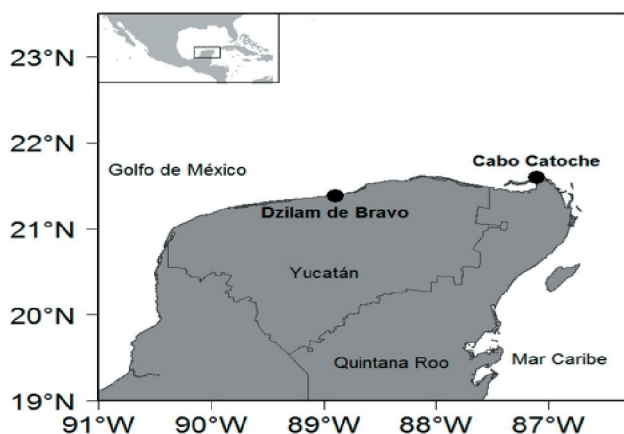 23°N
22°N
21°N
20°N
19°N
Golfo de México
Cabo Catoche
Dzilam de Bravo
Yucatán
Quintana Roo
Mar Caribe
91°W
90°W
89°W
88°W
87°W